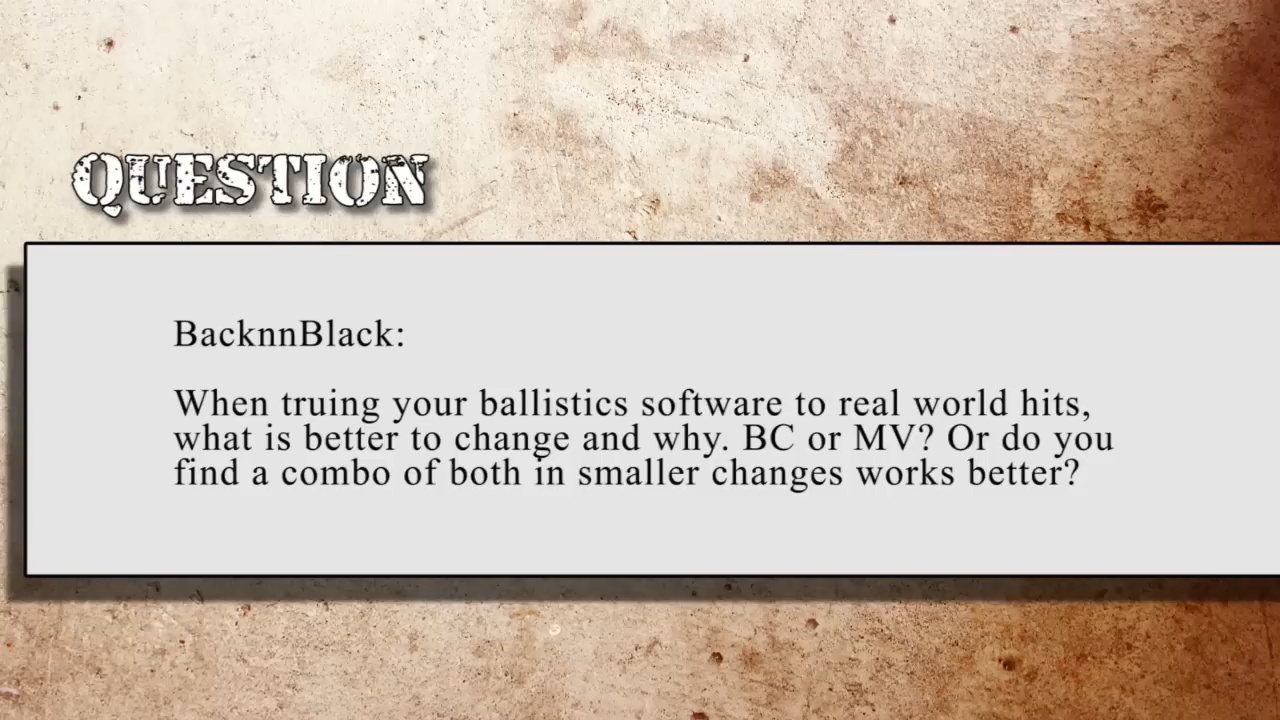 QUESTION
BacknnBlack:
When truing your ballistics software to real world hits,
what is better to change and why. BC or MV? Or do you
find a combo of both in smaller changes works better?